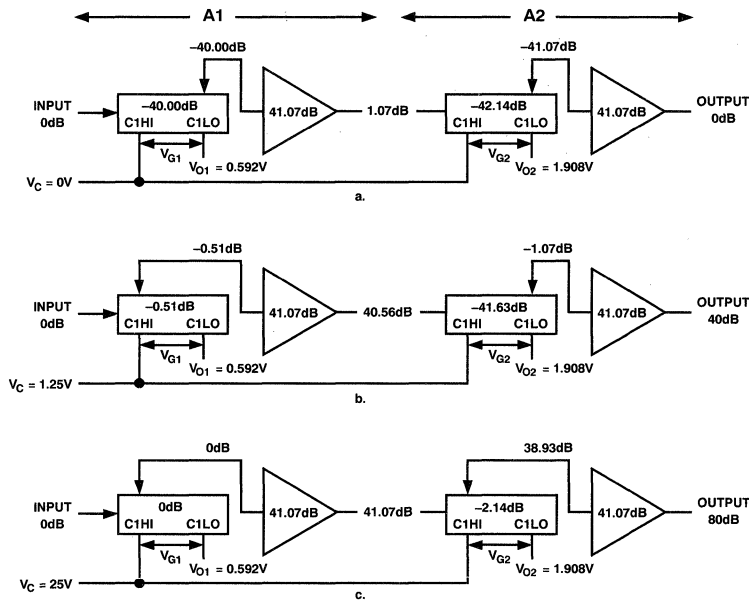 A1 A2
−40.00dB −41.07dB
INPUT 0dB
−40.00dB
C1HI C1LO
41.07dB
1.07dB
−42.14dB
C1HI C1LO
41.07dB
OUTPUT 0dB
VG1
VO1 = 0.592V
VG2
VO2 = 1.908V
VC = 0V
a.
−0.51dB −1.07dB
INPUT 0dB
−0.51dB
C1HI C1LO
41.07dB
40.56dB
−41.63dB
C1HI C1LO
41.07dB
OUTPUT 40dB
VG1
VO1 = 0.592V
VG2
VO2 = 1.908V
VC = 1.25V
b.
0dB 38.93dB
INPUT 0dB
0dB
C1HI C1LO
41.07dB
41.07dB
−2.14dB
C1HI C1LO
41.07dB
OUTPUT 80dB
VG1
VO1 = 0.592V
VG2
VO2 = 1.908V
VC = 25V
c.